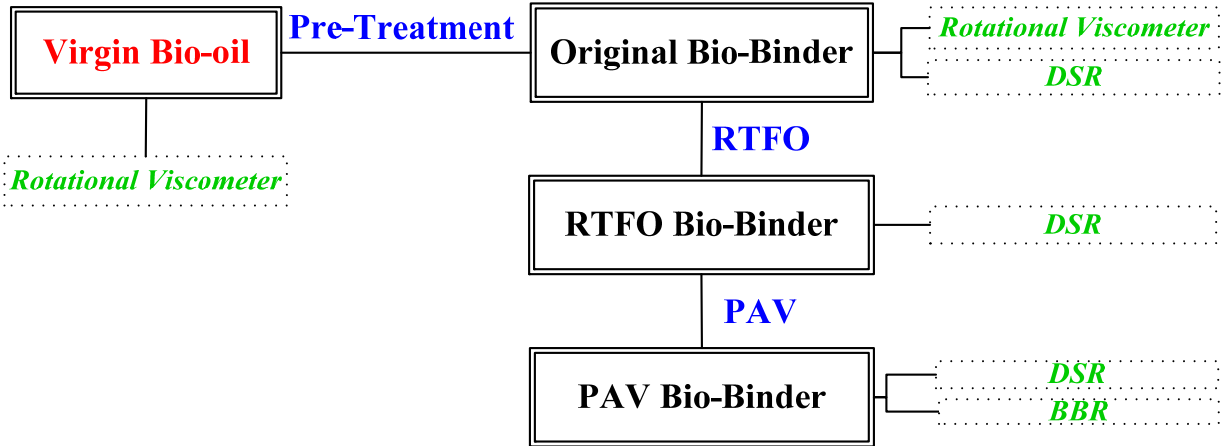 Virgin Bio-oil
Pre-Treatment
Original Bio-Binder
Rotational Viscometer
DSR
Rotational Viscometer
RTFO
RTFO Bio-Binder
DSR
PAV
PAV Bio-Binder
DSR
BBR